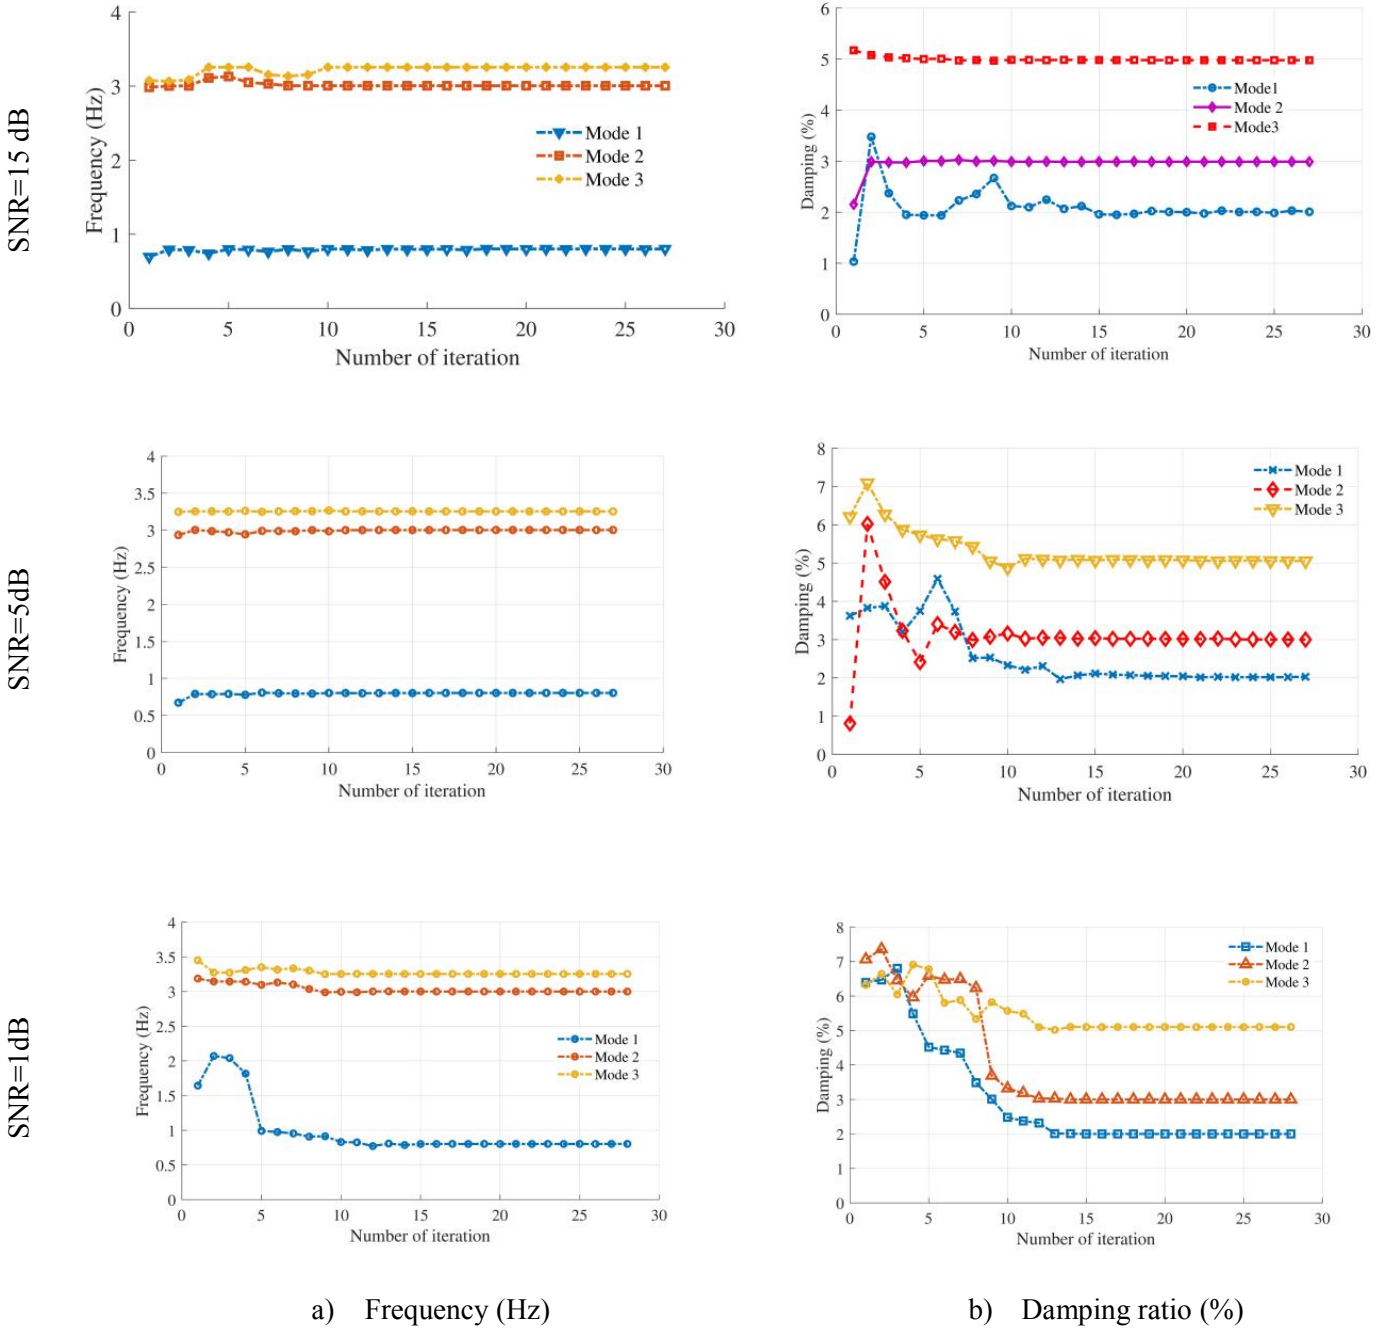 SNR=15 dB
4
3
2
1
0
0
5
10
15
20
25
30
Frequency (Hz)
Number of iteration
Mode 1
Mode 2
Mode 3
6
5
4
3
2
1
0
0
5
10
15
20
25
30
Damping (%)
Number of iteration
Mode1
Mode 2
Mode3
SNR=5dB
4
3.5
3
2.5
2
1.5
1
0.5
0
0
5
10
15
20
25
30
Frequency (Hz)
Number of iteration
8
7
6
5
4
3
2
1
0
0
5
10
15
20
25
30
Damping (%)
Number of iteration
Mode 1
Mode 2
Mode 3
SNR=1dB
4
3.5
3
2.5
2
1.5
1
0.5
0
0
5
10
15
20
25
30
Frequency (Hz)
Number of iteration
Mode 1
Mode 2
Mode 3
8
7
6
5
4
3
2
1
0
0
5
10
15
20
25
30
Damping (%)
Number of iteration
Mode 1
Mode 2
Mode 3
a) Frequency (Hz)
b) Damping ratio (%)